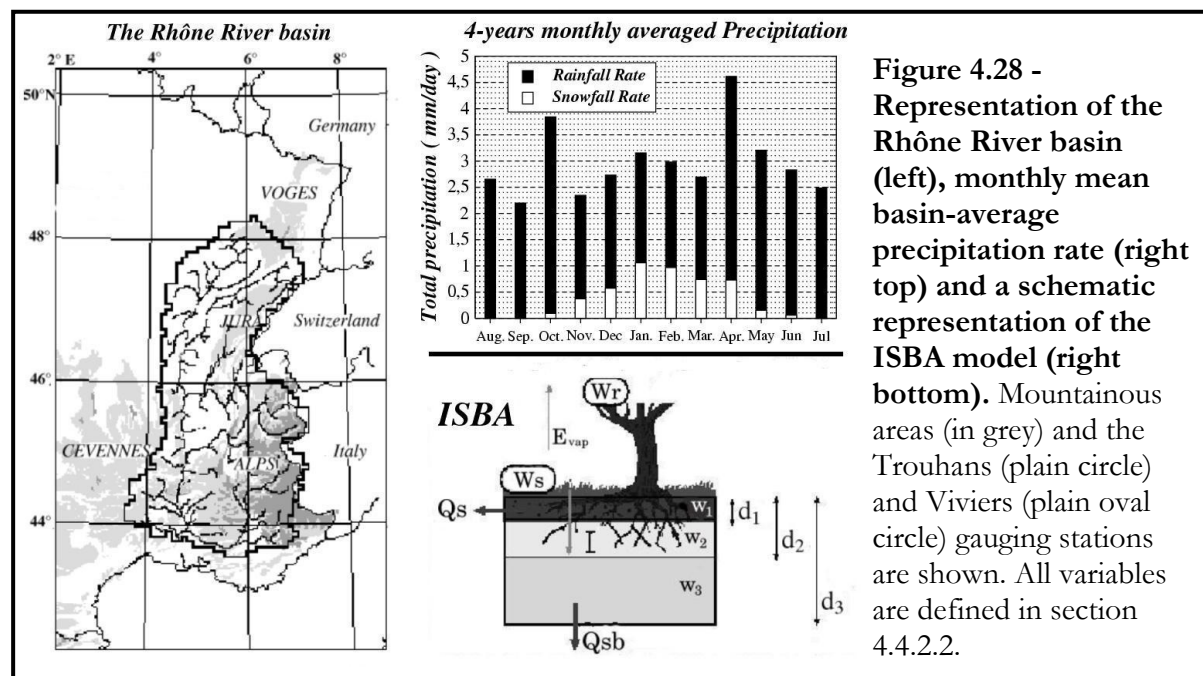 The Rhône River basin
2° E 4° 6° 8°
50°N
48°
46°
44°
Germany
VOGES
JURA
Switzerland
CEVENNES
ALPS
Italy
4-years monthly averaged Precipitation
Total precipitation ( mm/day )
5
4,5
4
3,5
3
2,5
2
1,5
1
0,5
0
Rainfall Rate
Snowfall Rate
Aug. Sep. Oct. Nov. Dec Jan. Feb. Mar. Apr. May Jun Jul
ISBA
Wr
Evap
Ws
Qs
w1
d1
I
w2
d2
w3
d3
Qsb
Figure 4.28 -
Representation of the
Rhône River basin
(left), monthly mean
basin-average
precipitation rate (right
top) and a schematic
representation of the
ISBA model (right
bottom). Mountainous
areas (in grey) and the
Trouhans (plain circle)
and Viviers (plain oval
circle) gauging stations
are shown. All variables
are defined in section
4.4.2.2.